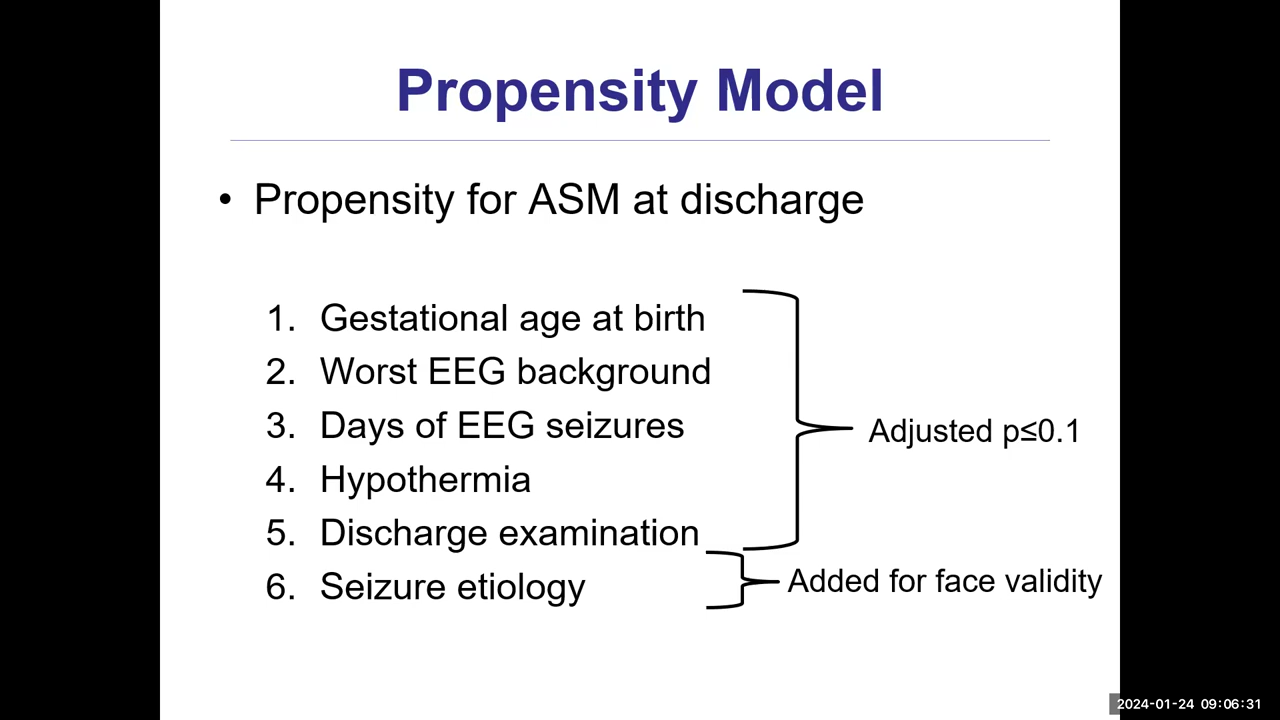 Propensity Model
• Propensity for ASM at discharge
1. Gestational age at birth
2. Worst EEG background
3. Days of EEG seizures
4. Hypothermia
5. Discharge examination
Adjusted p≤0.1
6. Seizure etiology
Added for face validity
2024-01-24 09:06:31